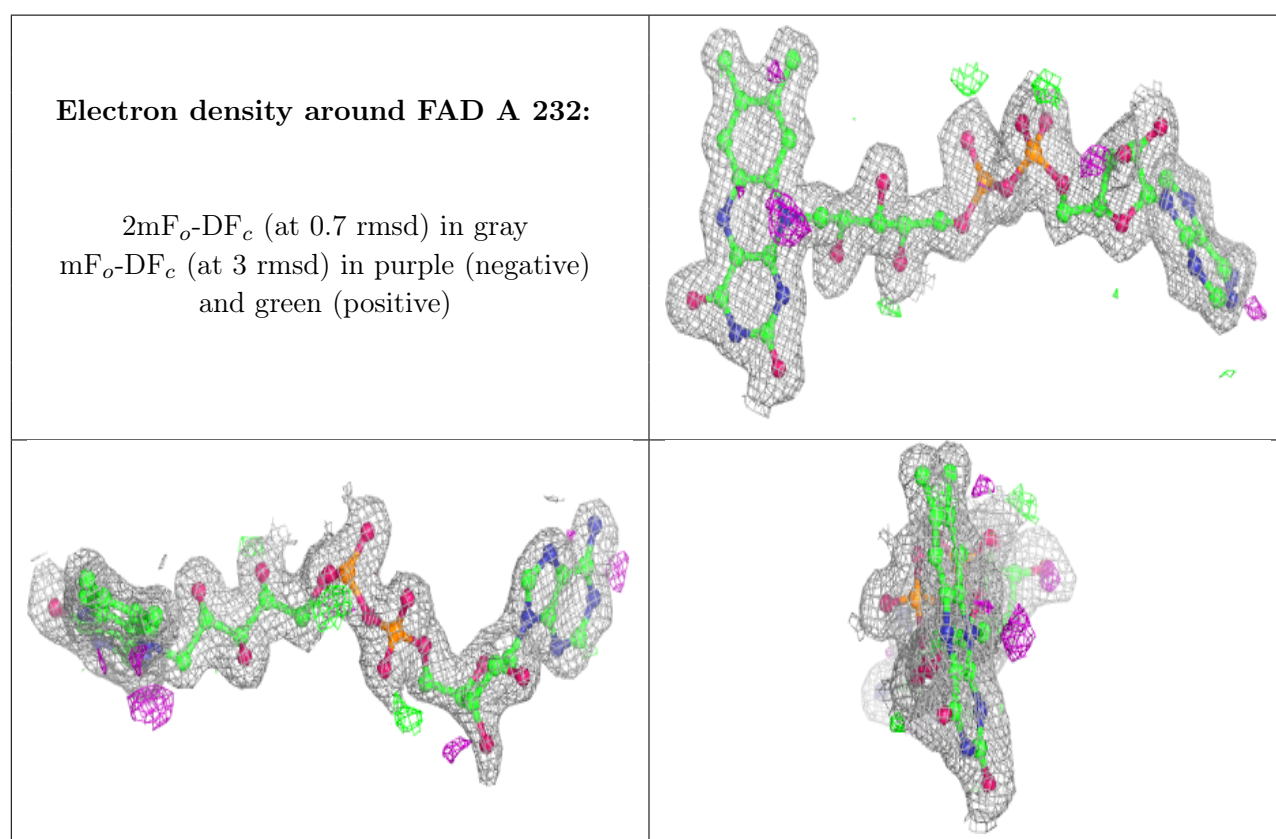 Electron density around FAD A 232:
2mFo-DFc (at 0.7 rmsd) in gray
mFo-DFc (at 3 rmsd) in purple (negative)
and green (positive)